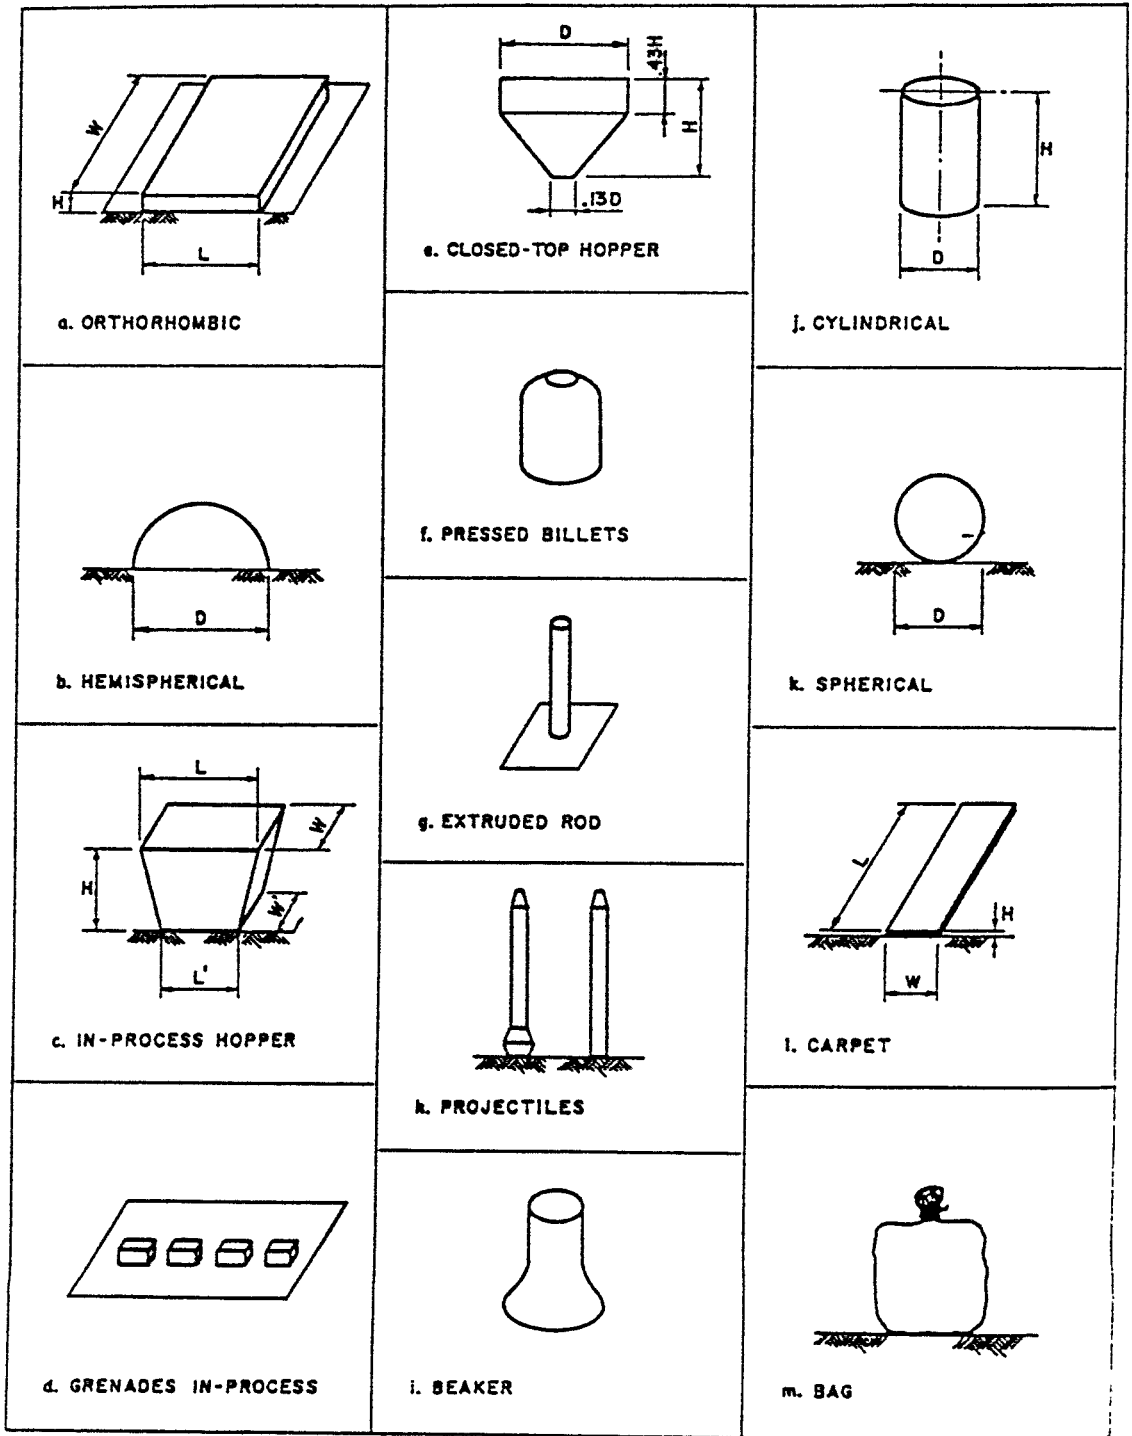 W
H
L
a. ORTHORHOMBIC
D
b. HEMISPHERICAL
L
W
H
W'
L'
c. IN-PROCESS HOPPER
d. GRENADES IN-PROCESS
D
.43H
H
.13D
e. CLOSED-TOP HOPPER
f. PRESSED BILLETS
g. EXTRUDED ROD
h. PROJECTILES
i. BEAKER
H
D
j. CYLINDRICAL
D
k. SPHERICAL
L
H
W
l. CARPET
m. BAG